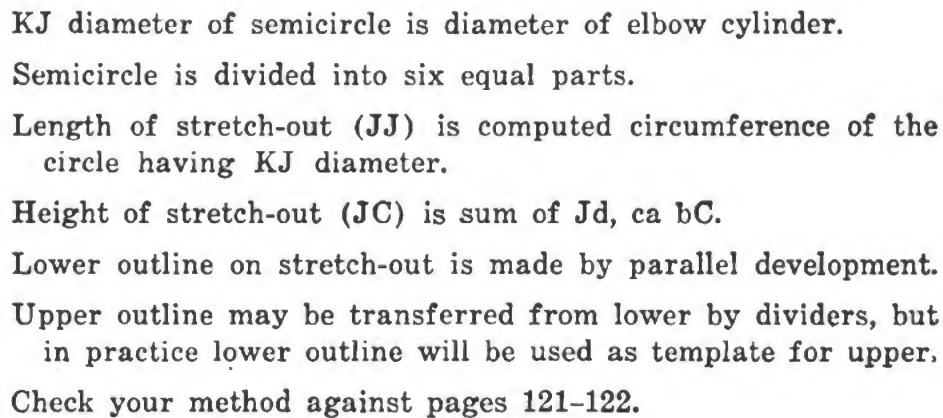 KJ diameter of semicircle is diameter of elbow cylinder.
Semicircle is divided into six equal parts.
Length of stretch-out (JJ) is computed circumference of the
circle having KJ diameter.
Height of stretch-out (JC) is sum of Jd, ca bC.
Lower outline on stretch-out is made by parallel development.
Upper outline may be transferred from lower by dividers, but
in practice lower outline will be used as template for upper.
Check your method against pages 121–122.